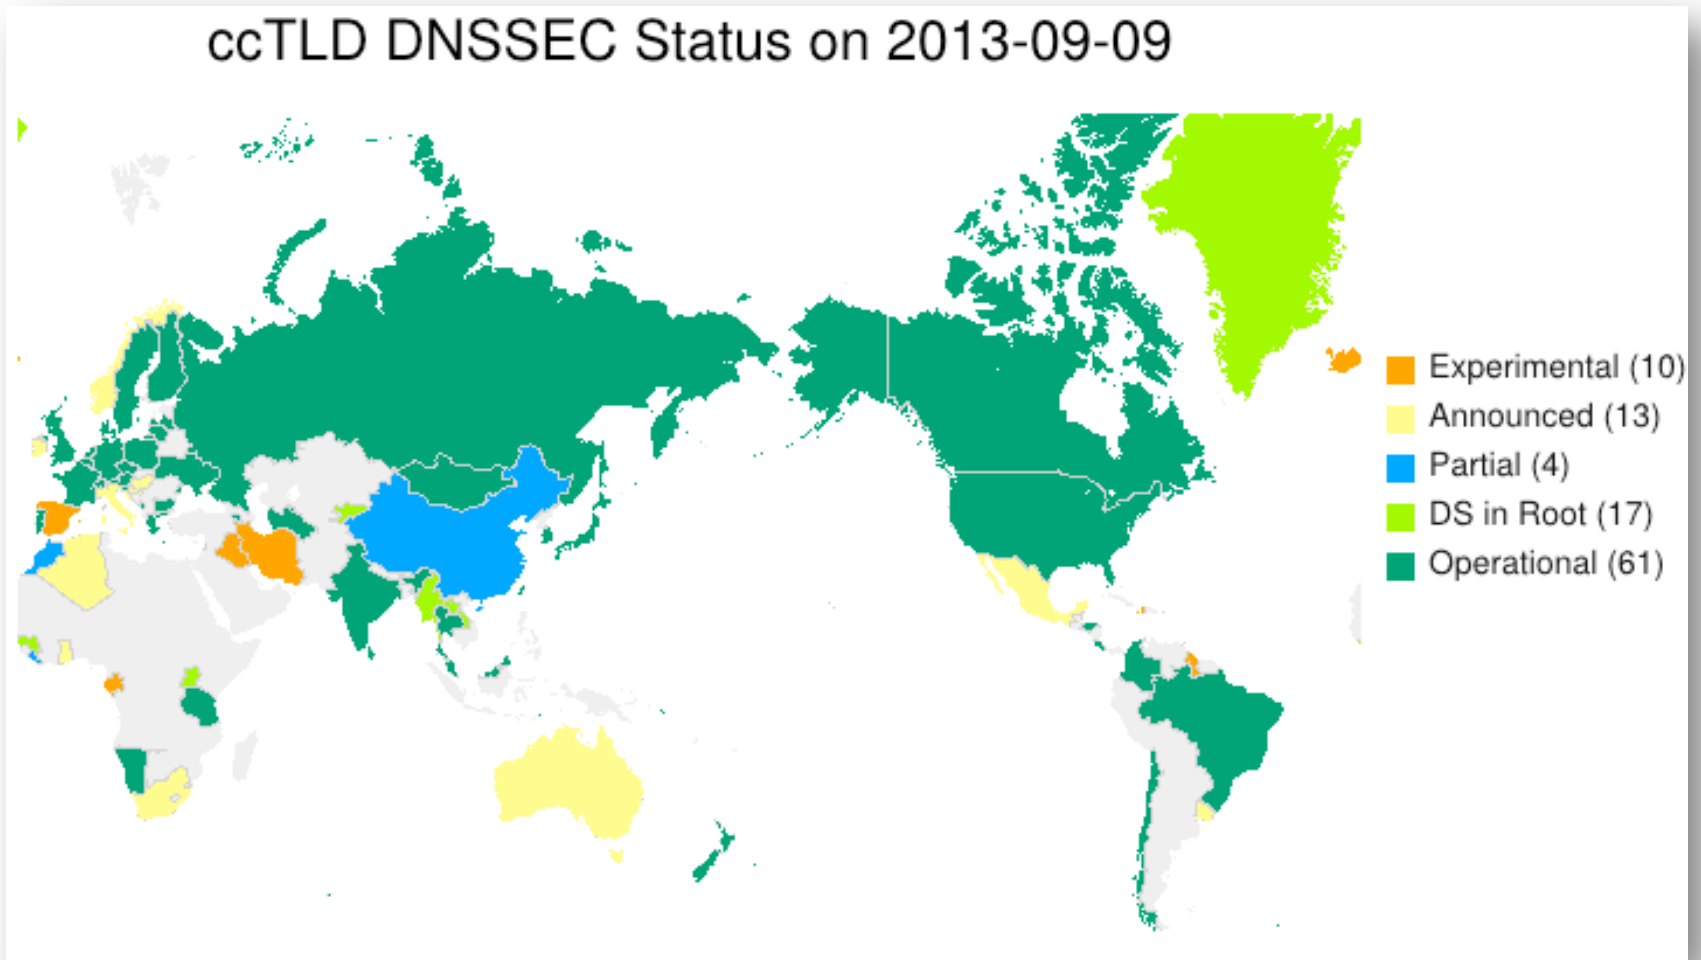 ccTLD DNSSEC Status on 2013-09-09
Experimental (10)
Announced (13)
Partial (4)
DS in Root (17)
Operational (61)